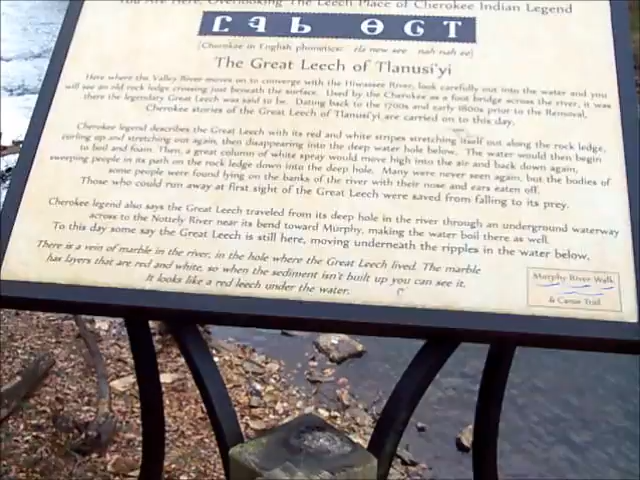 You Are Here, Overlooking The Leech Place of Cherokee Indian Legend
ᏝᎸᏏ ᎾᏣᎢ
[Cherokee in English phonetics: ela new see nah nah see]
The Great Leech of Tlanusi'yi
Here where the Valley River moves on to converge with the Hiwassee River, look carefully out into the water and you
will see an old rock ledge crossing just beneath the surface. Used by the Cherokee as a foot bridge across the river, it was
there the legendary Great Leech was said to be. Dating back to the 1700s and early 1800s prior to the Removal,
Cherokee stories of the Great Leech of Tlanusi'yi are carried on to this day.
Cherokee legend describes the Great Leech with its red and white stripes stretching itself out along the rock ledge,
curling up and stretching out again, then disappearing into the deep water hole below. The water would then begin
to boil and foam. Then, a great column of white spray would move high into the air and back down again,
sweeping people in its path on the rock ledge down into the deep hole. Many were never seen again, but the bodies of
some people were found lying on the banks of the river with their nose and ears eaten off.
Those who could run away at first sight of the Great Leech were saved from falling to its prey.
Cherokee legend also says the Great Leech traveled from its deep hole in the river through an underground waterway
across to the Nottely River near its bend toward Murphy, making the water boil there as well.
To this day some say the Great Leech is still here, moving underneath the ripples in the water below.
There is a vein of marble in the river, in the hole where the Great Leech lived. The marble
has layers that are red and white, so when the sediment isn't built up you can see it.
It looks like a red leech under the water.
Murphy River Walk
& Canoe Trail